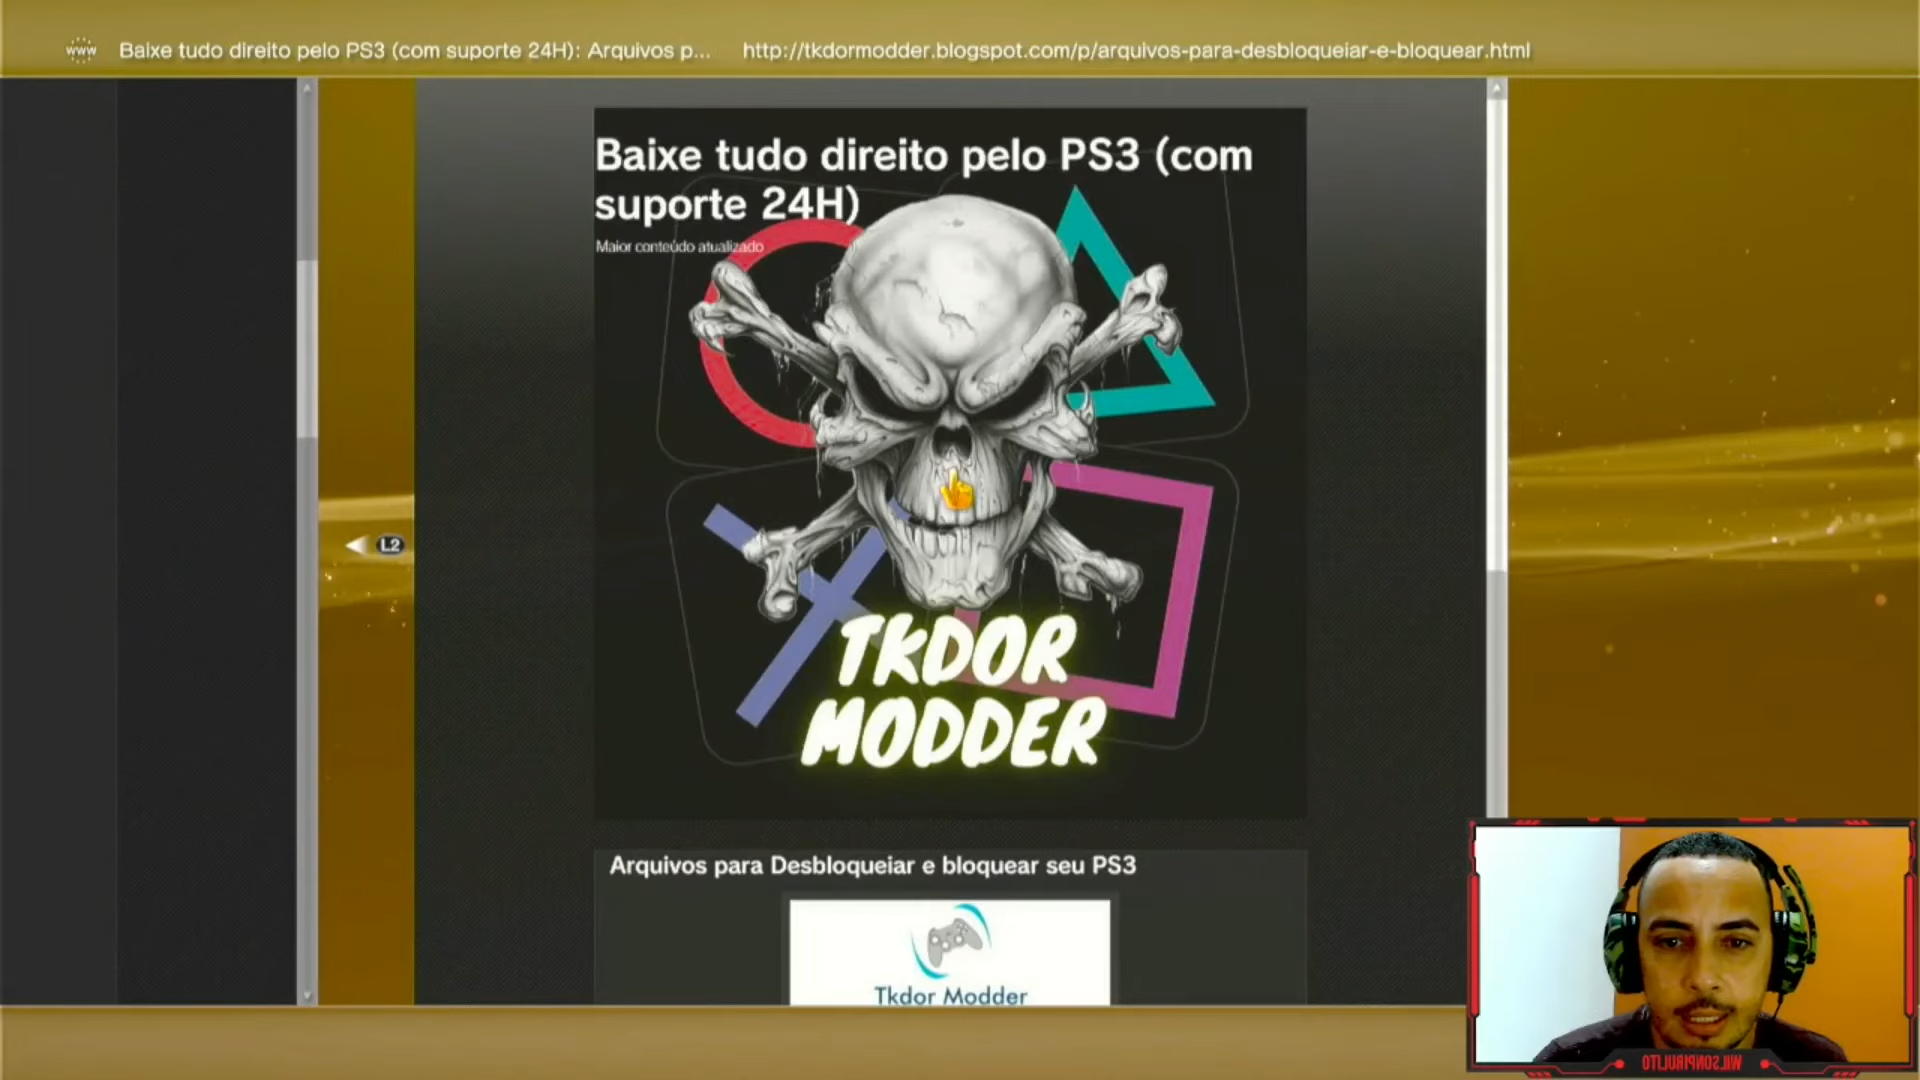 www Baixe tudo direito pelo PS3 (com suporte 24H): Arquivos p... http://tkdormodder.blogspot.com/p/arquivos-para-desbloqueiar-e-bloquear.html
Baixe tudo direito pelo PS3 (com
suporte 24H)
Maior conteúdo atualizado
L2
TKDOR
MODDER
Arquivos para Desbloqueiar e bloquear seu PS3
Tkdor Modder
WILSONPIRULITO